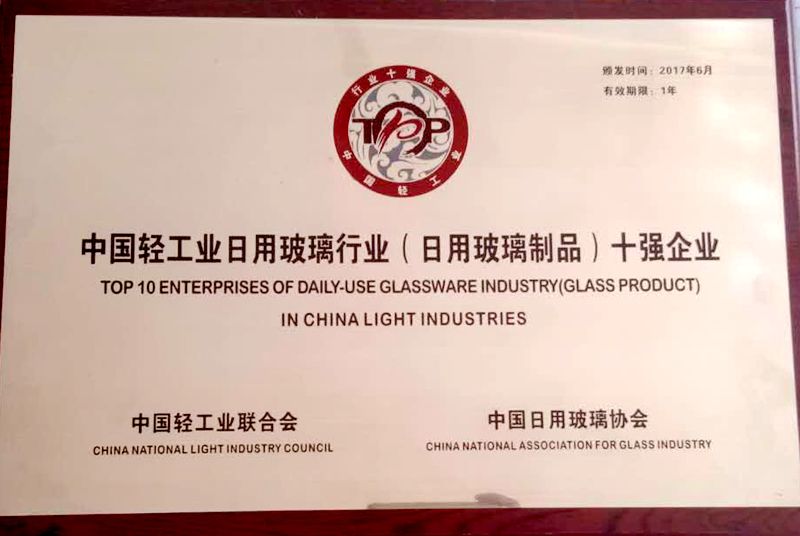 颁发时间：2017年6月
有效期限：1年
行业十强企业
TOP
中国轻工业
中国轻工业日用玻璃行业（日用玻璃制品）十强企业
TOP 10 ENTERPRISES OF DAILY-USE GLASSWARE INDUSTRY(GLASS PRODUCT)
IN CHINA LIGHT INDUSTRIES
中国轻工业联合会
CHINA NATIONAL LIGHT INDUSTRY COUNCIL
中国日用玻璃协会
CHINA NATIONAL ASSOCIATION FOR GLASS INDUSTRY